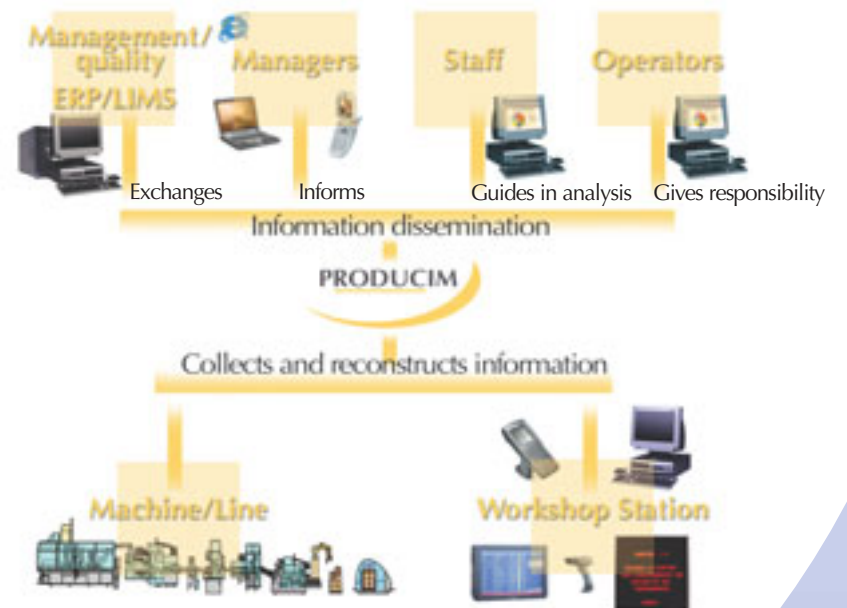 Management/
quality
ERP/LIMS
Managers
Staff
Operators
Exchanges
Informs
Guides in analysis
Gives responsibility
Information dissemination
PRODUCIM
Collects and reconstructs information
Machine/Line
Workshop Station